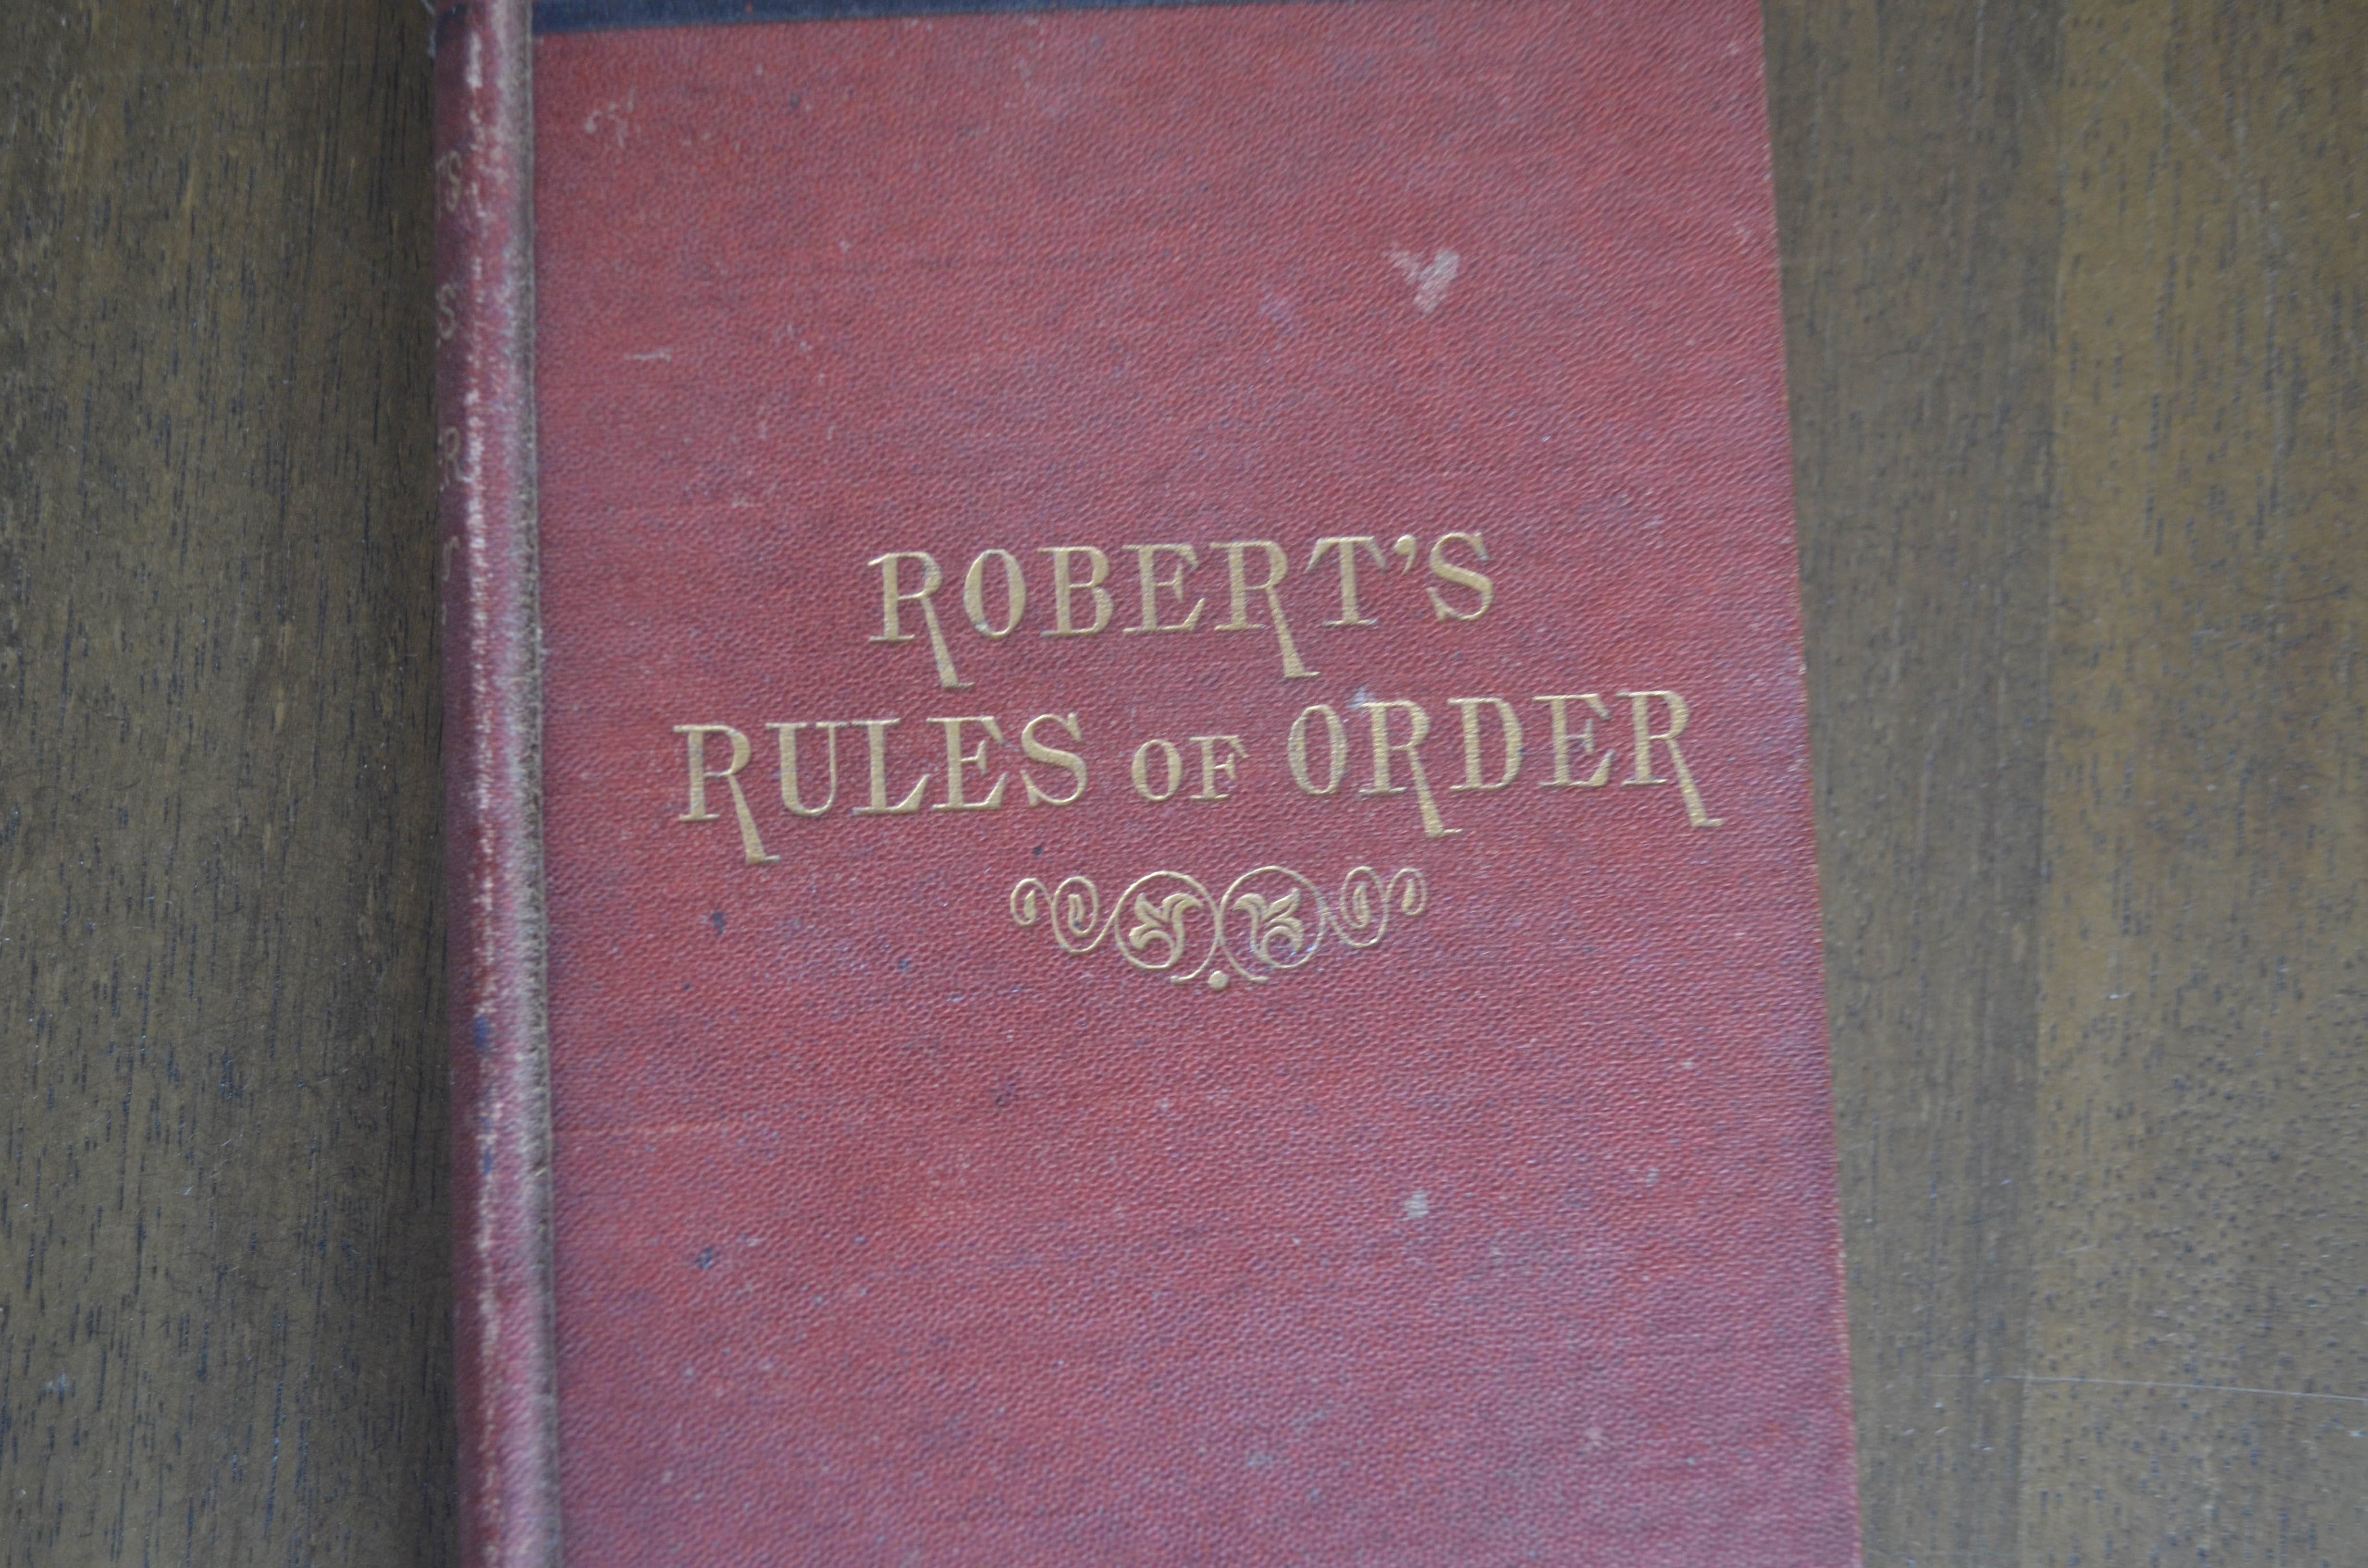 ROBERT'S
RULES OF ORDER